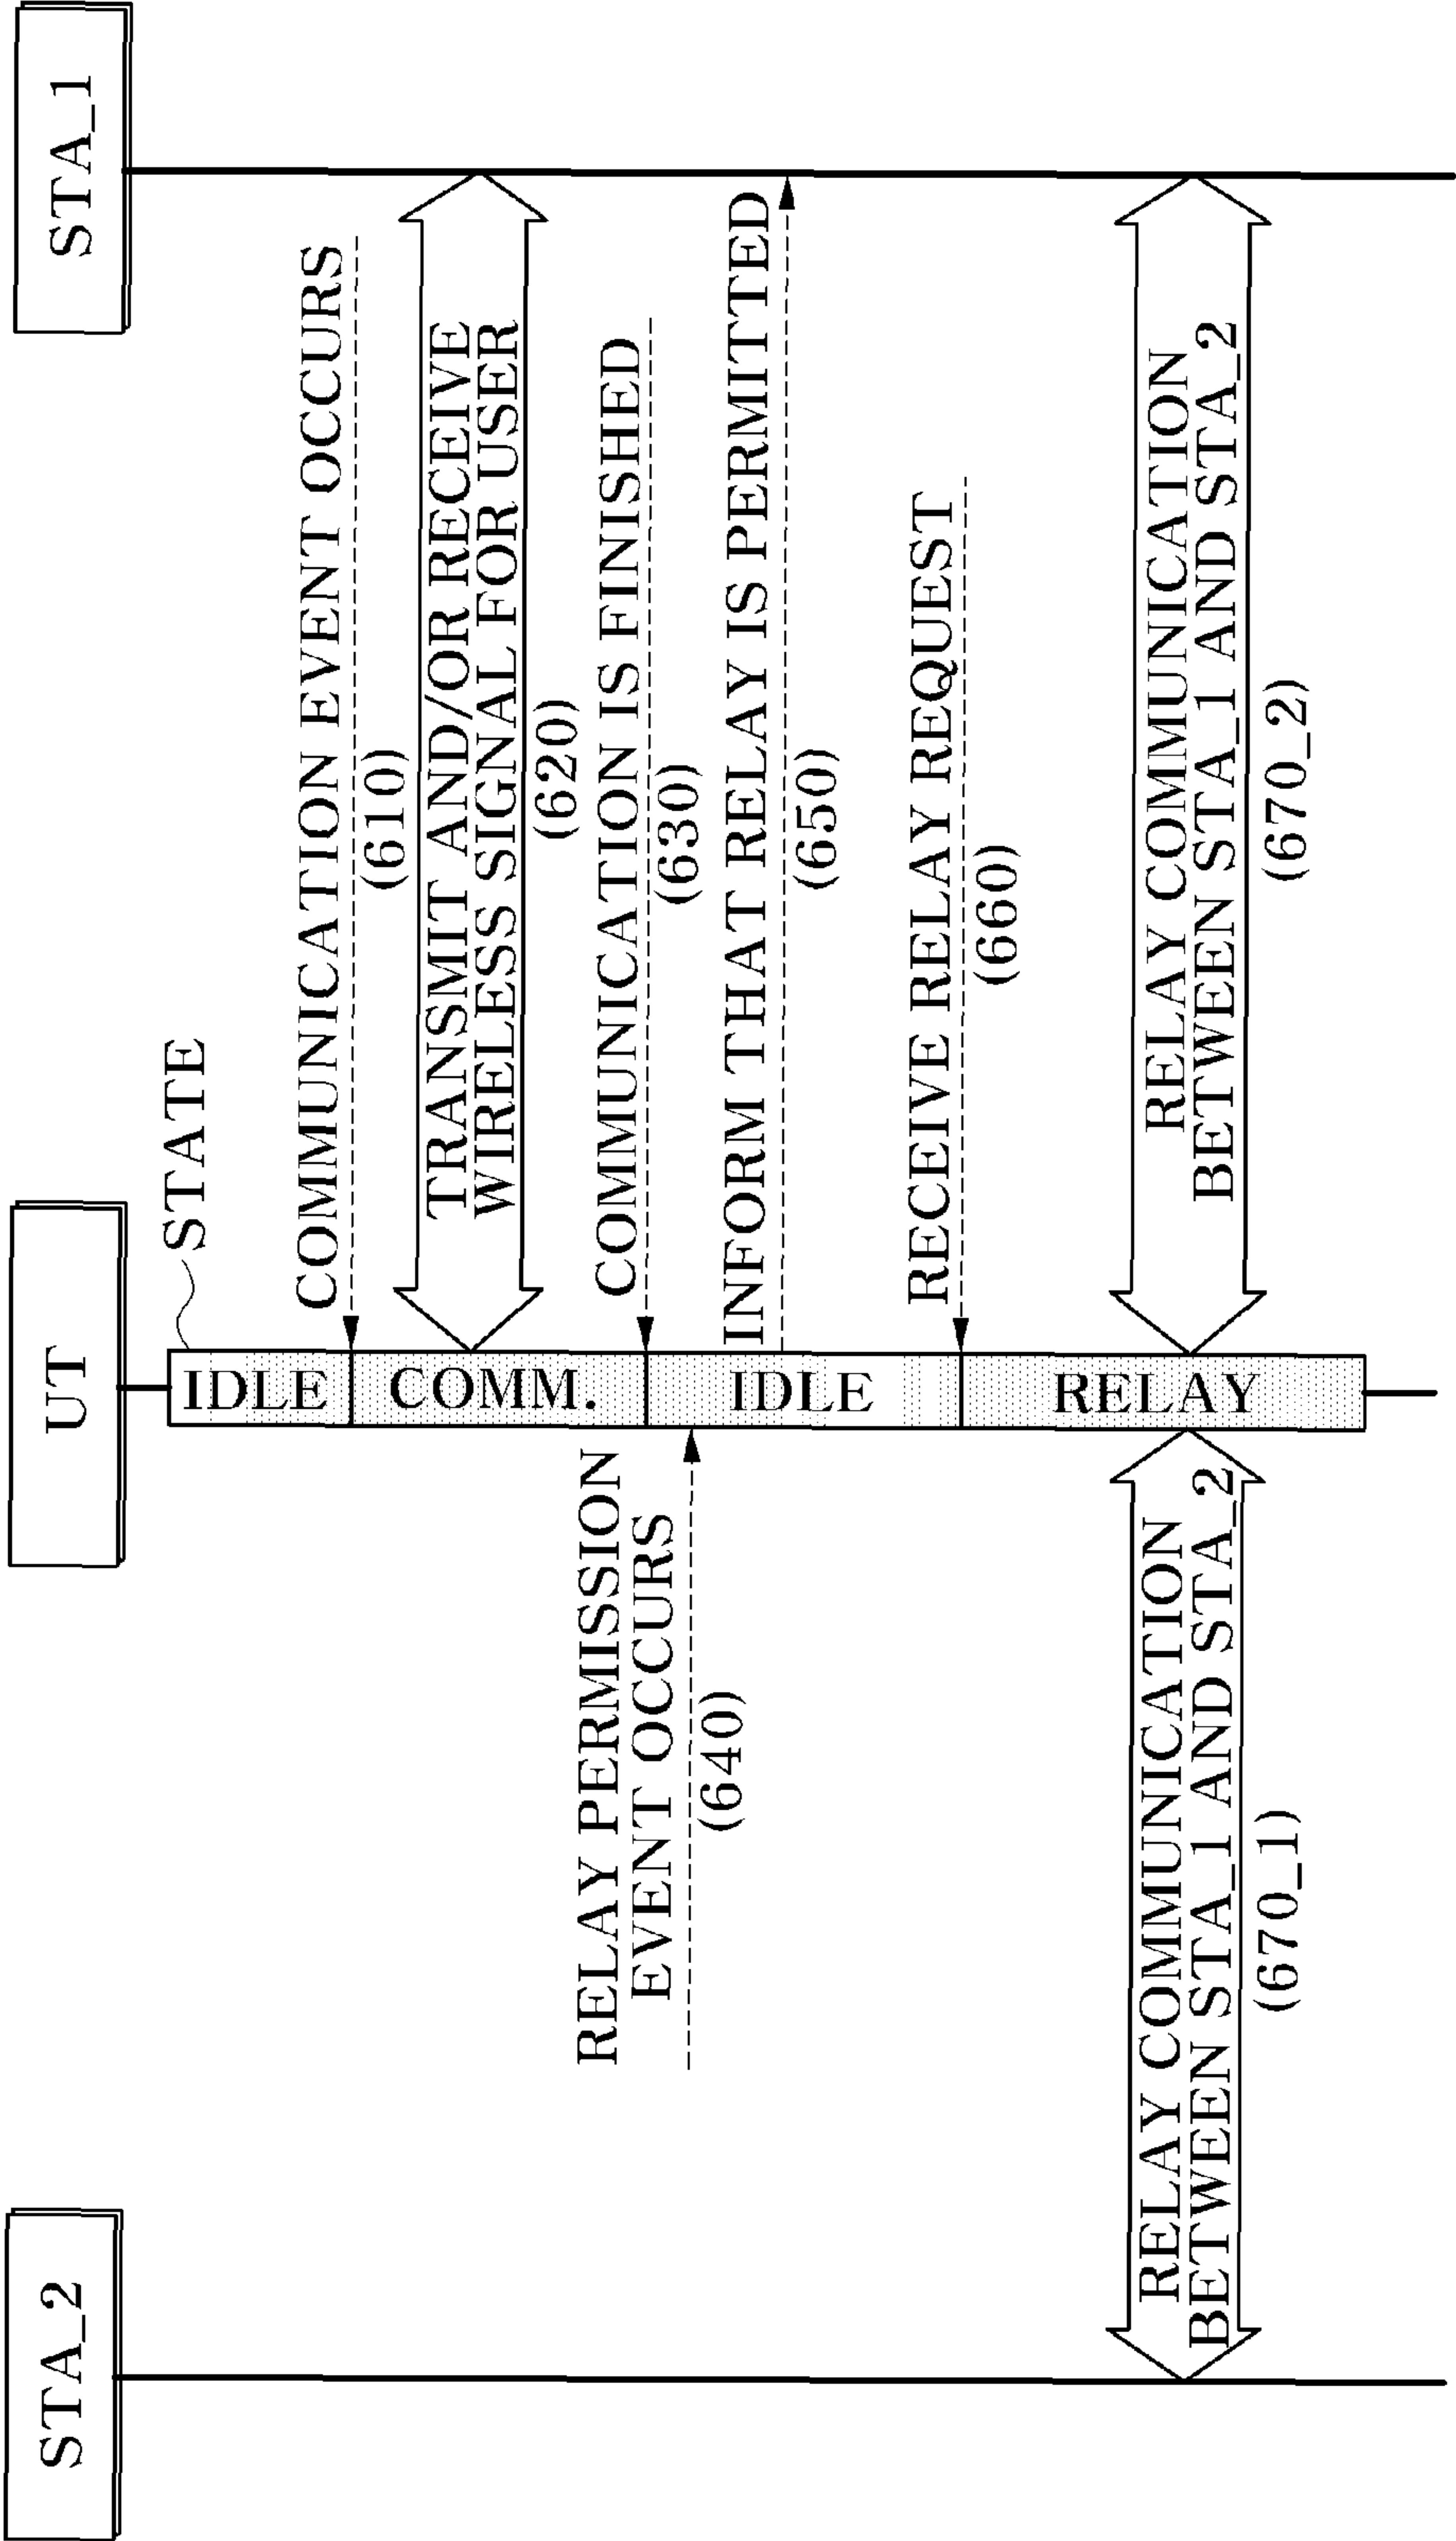 STA_2
UT
STA_1
STATE
IDLE
COMMUNICATION EVENT OCCURS
(610)
COMM.
TRANSMIT AND/OR RECEIVE
WIRELESS SIGNAL FOR USER
(620)
COMMUNICATION IS FINISHED
(630)
RELAY PERMISSION
EVENT OCCURS
(640)
IDLE
INFORM THAT RELAY IS PERMITTED
(650)
RECEIVE RELAY REQUEST
(660)
RELAY COMMUNICATION
BETWEEN STA_1 AND STA_2
(670_1)
RELAY
RELAY COMMUNICATION
BETWEEN STA_1 AND STA_2
(670_2)